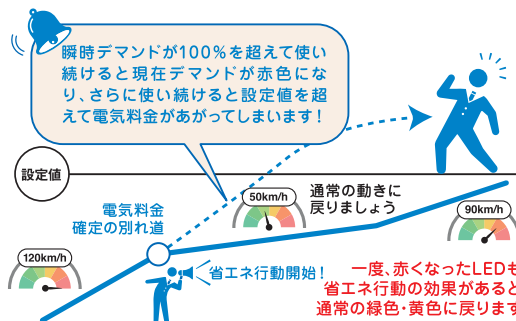 瞬時デマンドが100%を超えて使い
続けると現在デマンドが赤色にな
り、さらに使い続けると設定値を超
えて電気料金があがってしまいます！
設定値
電気料金
確定の別れ道
50km/h
通常の動きに
戻りましょう
90km/h
120km/h
省エネ行動開始！
一度、赤くなったLEDも
省エネ行動の効果があると
通常の緑色・黄色に戻ります